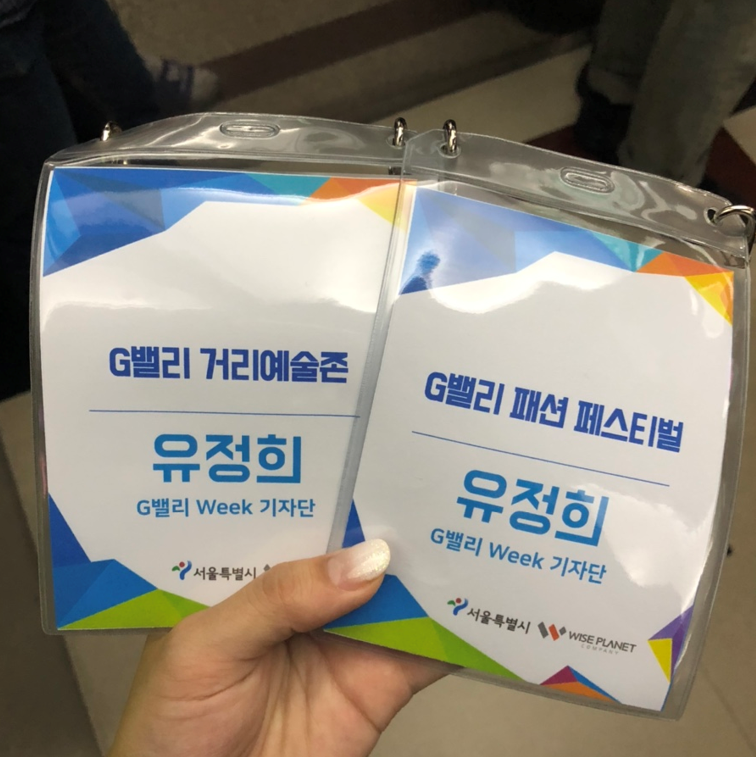 G밸리 거리예술존
유정희
G밸리 Week 기자단
서울특별시
G밸리 패션 페스티벌
유정희
G밸리 Week 기자단
서울특별시
WISE PLANET
COMPANY